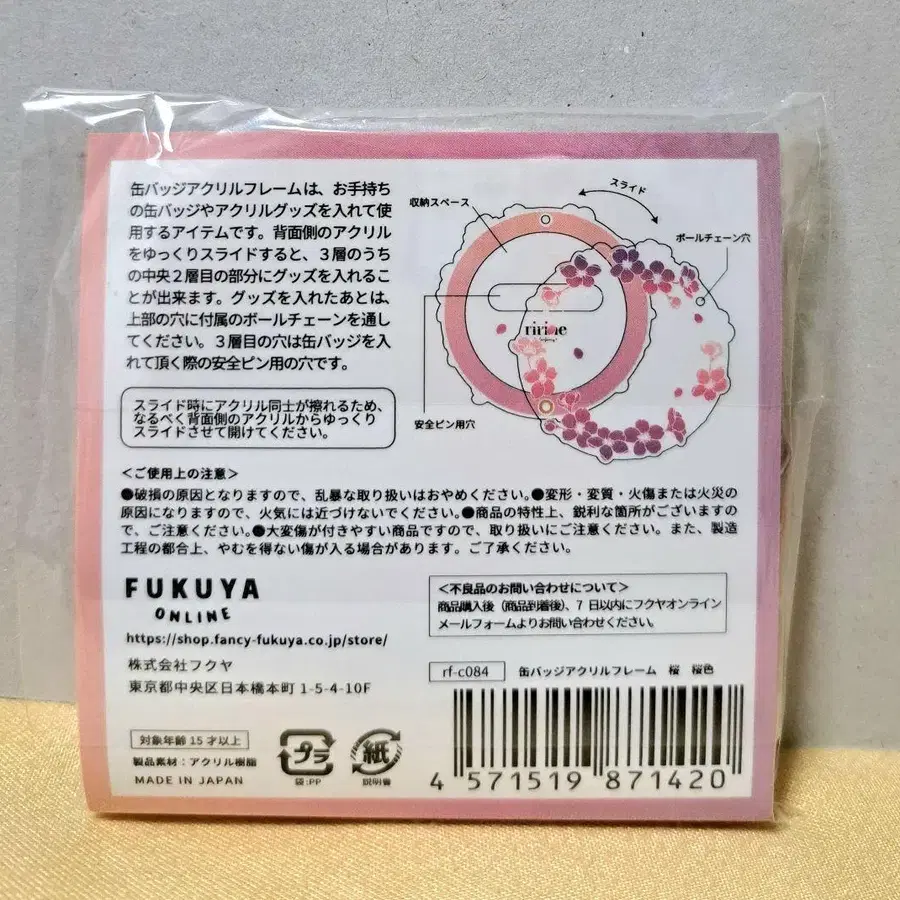 缶バッジアクリルフレームは、お手持ち
の缶バッジやアクリルグッズを入れて使
用するアイテムです。背面側のアクリル
をゆっくりスライドすると、3層のうち
の中央2層目の部分にグッズを入れるこ
とが出来ます。グッズを入れたあとは、
上部の穴に付属のボールチェーンを通し
てください。3層目の穴は缶バッジを入
れて頂く際の安全ピン用の穴です。
スライド時にアクリル同士が擦れるため、
なるべく背面側のアクリルからゆっくり
スライドさせて開けてください。
スライド
収納スペース
ボールチェーン穴
ririne
安全ピン用穴
<ご使用上の注意>
●破損の原因となりますので、乱暴な取り扱いはおやめください。●変形・変質・火傷または火災の
原因になりますので、火気には近づけないでください。●商品の特性上、鋭利な箇所がございますの
で、ご注意ください。●大変傷が付きやすい商品ですので、取り扱いにご注意ください。また、製造
工程の都合上、やむを得ない傷が入る場合があります。ご了承ください。
FUKUYA
ONLINE
https://shop.fancy-fukuya.co.jp/store/
株式会社フクヤ
東京都中央区日本橋本町 1-5-4-10F
<不良品のお問い合わせについて>
商品購入後(商品到着後)、7 日以内にフクヤオンライン
メールフォームよりお問い合わせください。
rf-c084 缶バッジアクリルフレーム 桜 桜色
対象年齢 15 才以上
製品素材:アクリル樹脂
MADE IN JAPAN
プラ
袋:PP
紙
説明書
4 571519 871420